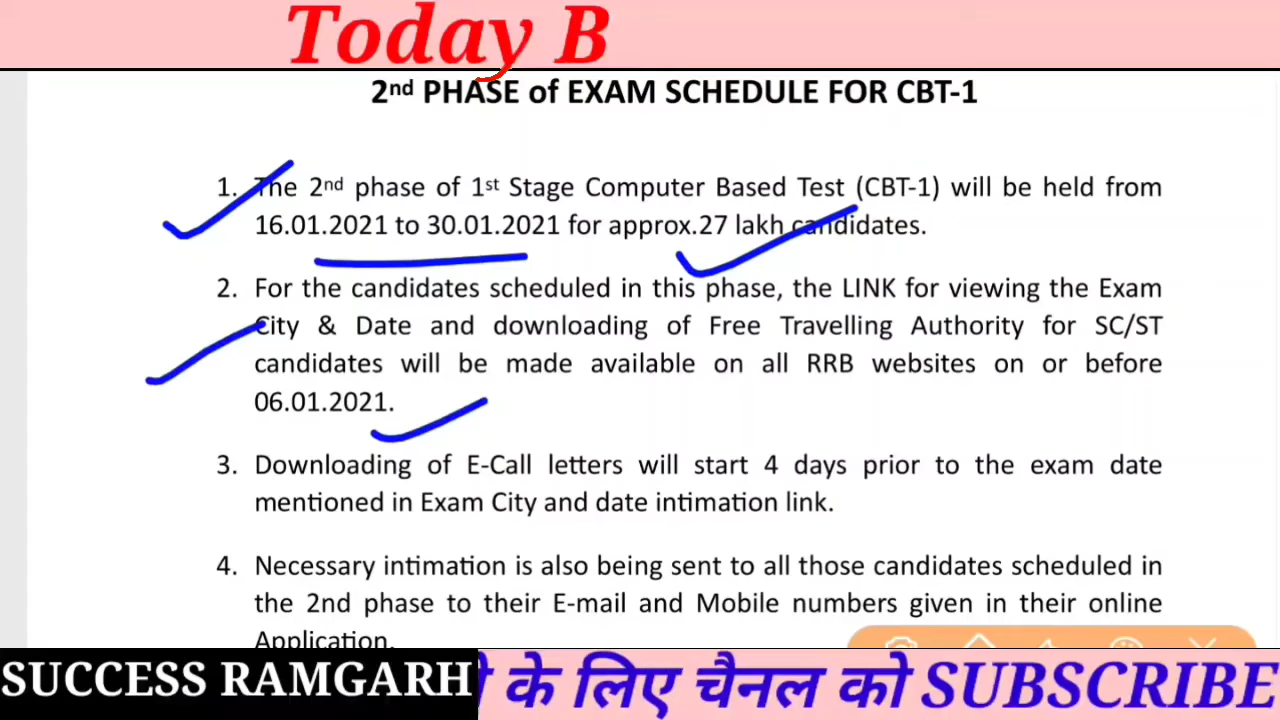 Today B
2nd PHASE of EXAM SCHEDULE FOR CBT-1
1. The 2nd phase of 1st Stage Computer Based Test (CBT-1) will be held from
16.01.2021 to 30.01.2021 for approx.27 lakh candidates.
2. For the candidates scheduled in this phase, the LINK for viewing the Exam
City & Date and downloading of Free Travelling Authority for SC/ST
candidates will be made available on all RRB websites on or before
06.01.2021.
3. Downloading of E-Call letters will start 4 days prior to the exam date
mentioned in Exam City and date intimation link.
4. Necessary intimation is also being sent to all those candidates scheduled in
the 2nd phase to their E-mail and Mobile numbers given in their online
Application.
SUCCESS RAMGARH के लिए चैनल को SUBSCRIBE